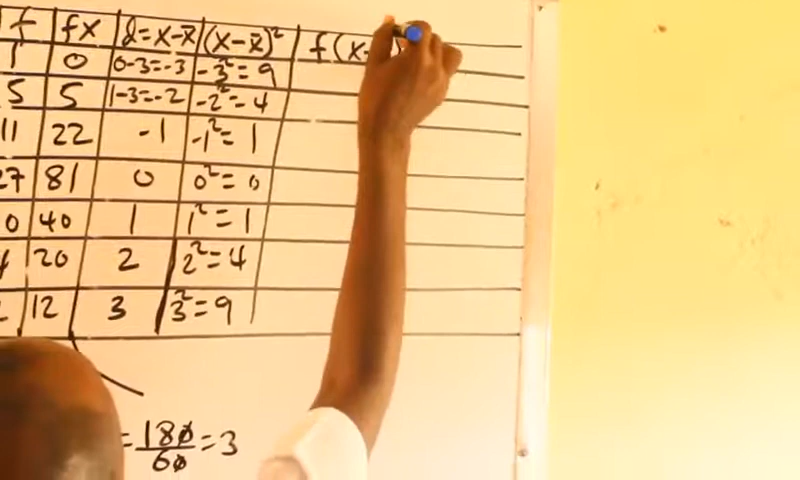 f fx d=x-x̄ (x-x̄)² f(x-
1 0 0-3=-3 -3²=9
5 5 1-3=-2 -2²=4
11 22 -1 -1²=1
27 81 0 0²=0
0 40 1 1²=1
20 2 2²=4
12 3 3²=9
=180/60=3